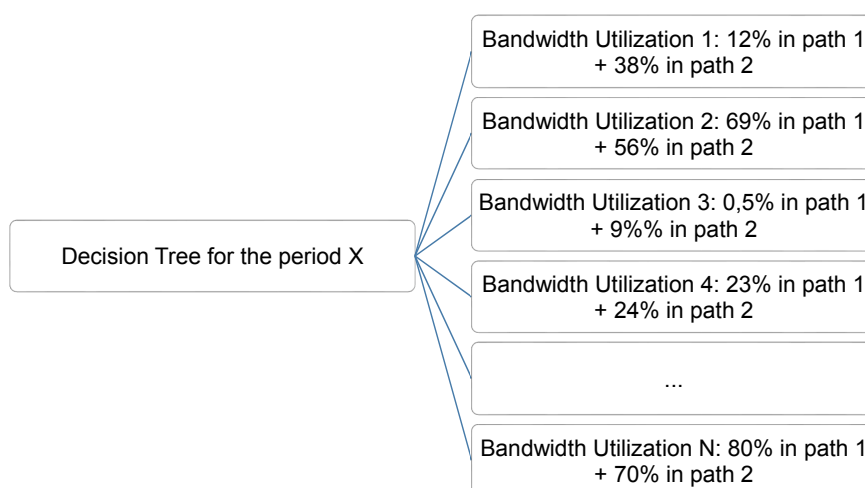 Bandwidth Utilization 1: 12% in path 1
+ 38% in path 2
Bandwidth Utilization 2: 69% in path 1
+ 56% in path 2
Bandwidth Utilization 3: 0,5% in path 1
+ 9%% in path 2
Decision Tree for the period X
Bandwidth Utilization 4: 23% in path 1
+ 24% in path 2
...
Bandwidth Utilization N: 80% in path 1
+ 70% in path 2